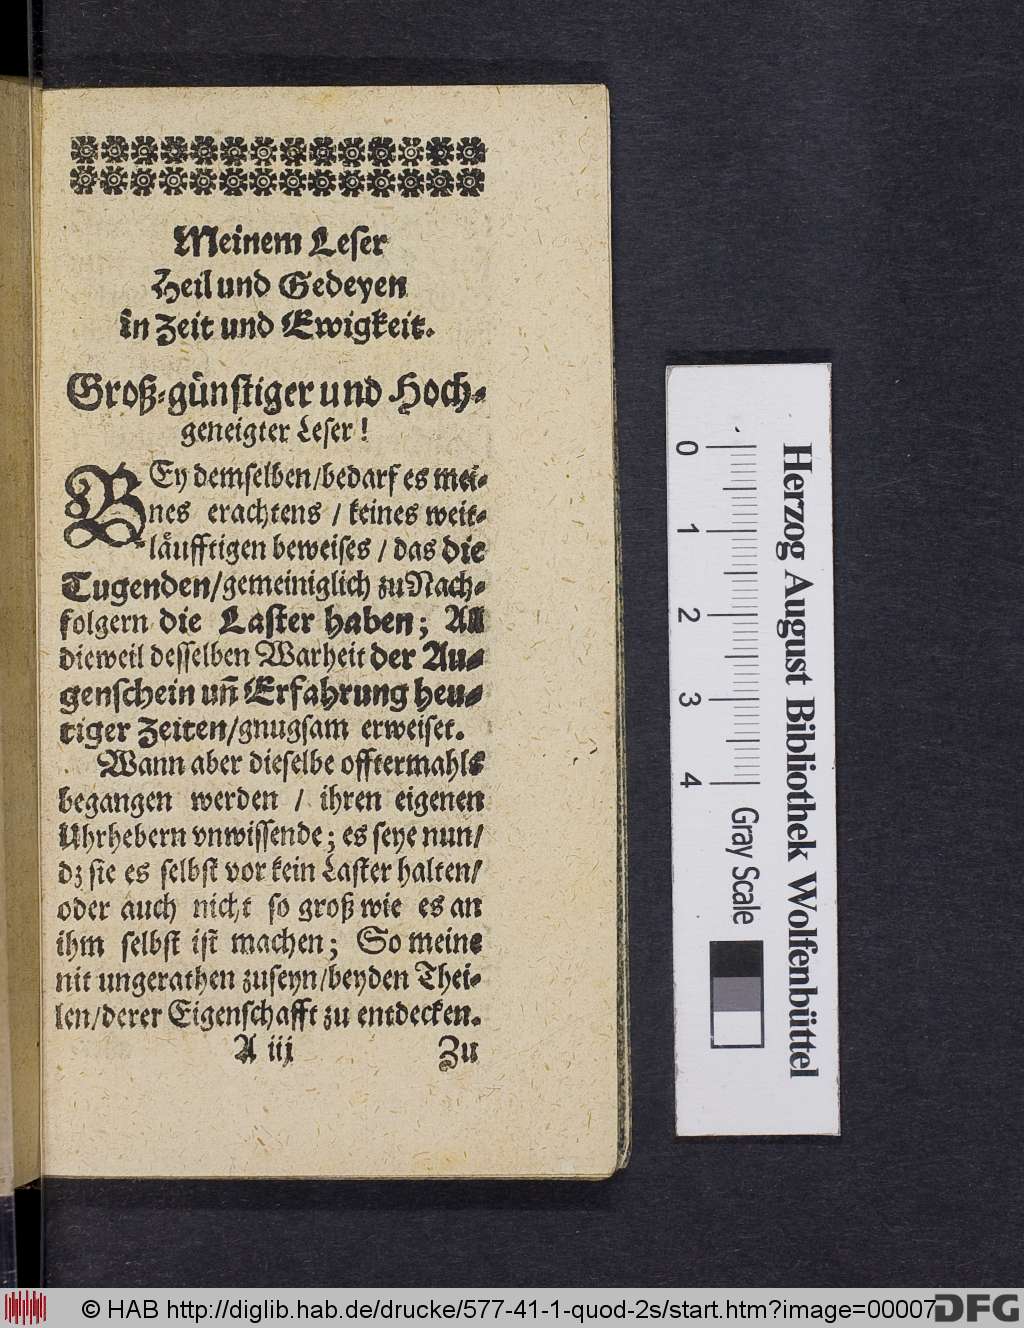 Meinem Leser
Heil und Gedeyen
in Zeit und Ewigkeit.
Groß-günstiger und Hoch-
geneigter Leser!
BEy demselben/bedarf es mei-
nes erachtens / keines weit-
läufftigen beweises / das die
Tugenden/gemeiniglich zu Nach-
folgern die Laster haben; All
dieweil desselben Warheit der Au-
genschein uñ Erfahrung heu-
tiger Zeiten/gnugsam erweiset.
Wann aber dieselbe offtermahls
begangen werden / ihren eigenen
Uhrhebern vnwissende; es seye nun/
dz sie es selbst vor kein Laster halten/
oder auch nicht so groß wie es an
ihm selbst ist machen; So meine
nit ungerathen zuseyn/beyden Thei-
len/derer Eigenschafft zu entdecken.
A iij Zu
0 1 2 3 4
Gray Scale
Herzog August Bibliothek Wolfenbüttel
© HAB http://diglib.hab.de/drucke/577-41-1-quod-2s/start.htm?image=00007
DFG